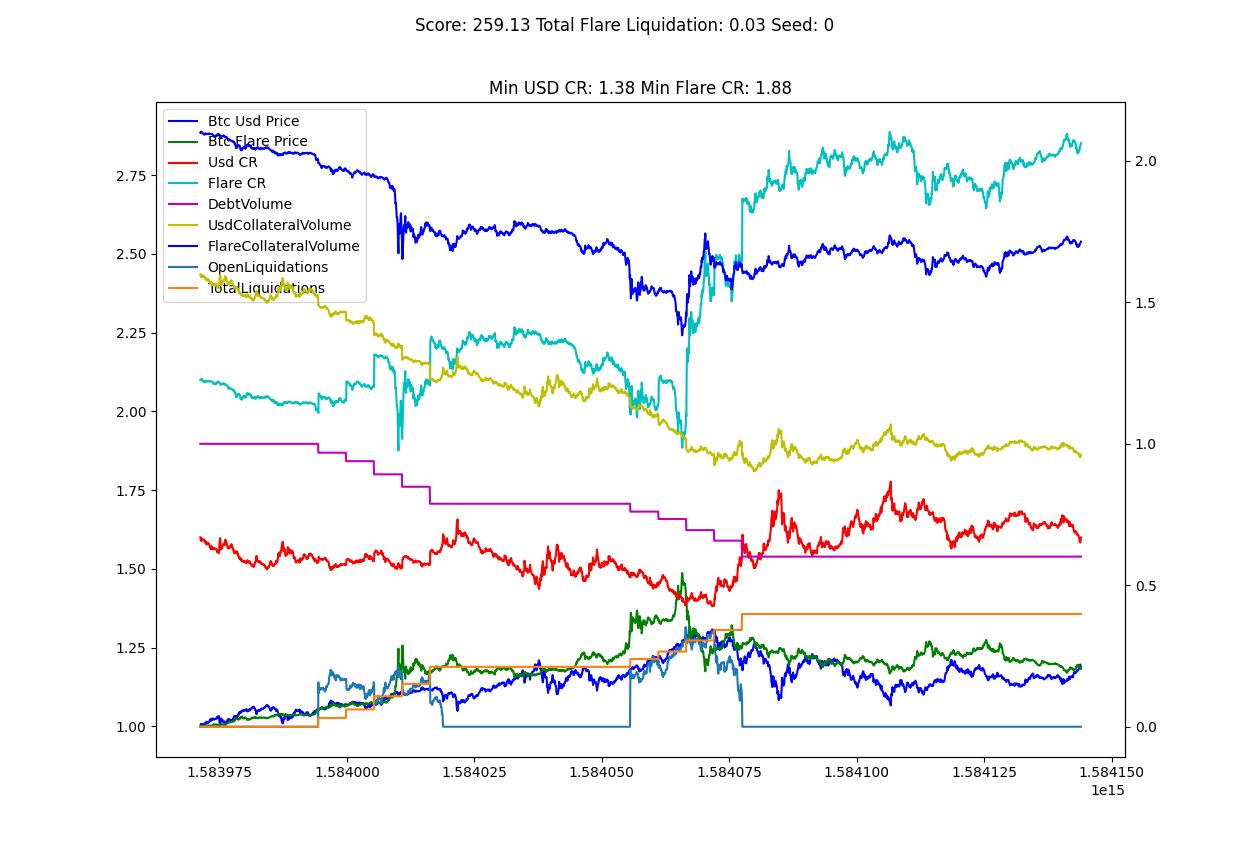 Score: 259.13 Total Flare Liquidation: 0.03 Seed: 0
Min USD CR: 1.38 Min Flare CR: 1.88
Btc Usd Price
Btc Flare Price
Usd CR
Flare CR
DebtVolume
UsdCollateralVolume
FlareCollateralVolume
OpenLiquidations
TotalLiquidations
2.75
2.50
2.25
2.00
1.75
1.50
1.25
1.00
2.0
1.5
1.0
0.5
0.0
1.583975 1.584000 1.584025 1.584050 1.584075 1.584100 1.584125 1.584150
1e15